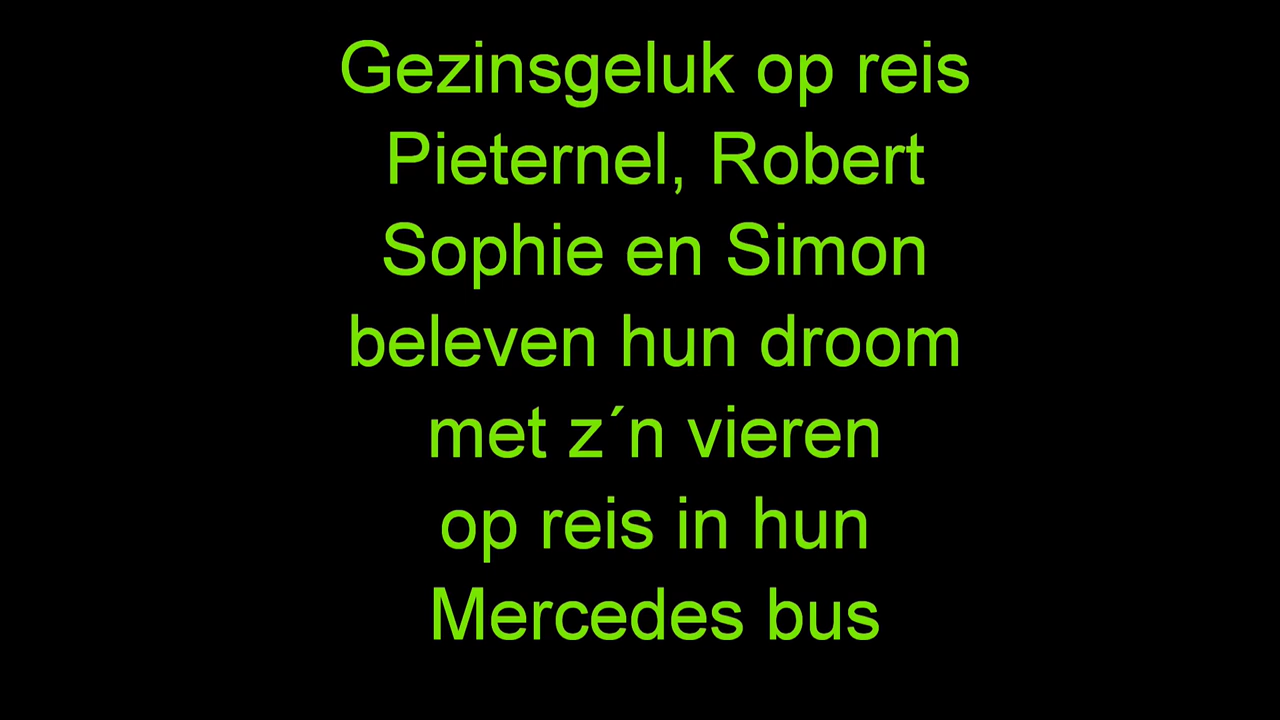 Gezinsgeluk op reis
Pieternel, Robert
Sophie en Simon
beleven hun droom
met z´n vieren
op reis in hun
Mercedes bus